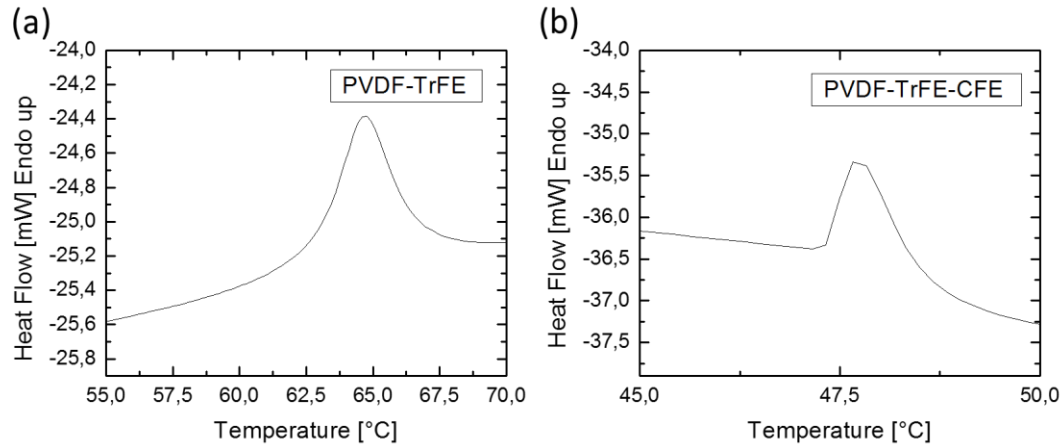 (a)
-24,0
-24,2
-24,4
-24,6
-24,8
-25,0
-25,2
-25,4
-25,6
-25,8
Heat Flow [mW] Endo up
PVDF-TrFE
55,0 57,5 60,0 62,5 65,0 67,5 70,0
Temperature [°C]
(b)
-34,0
-34,5
-35,0
-35,5
-36,0
-36,5
-37,0
-37,5
Heat Flow [mW] Endo up
PVDF-TrFE-CFE
45,0 47,5 50,0
Temperature [°C]